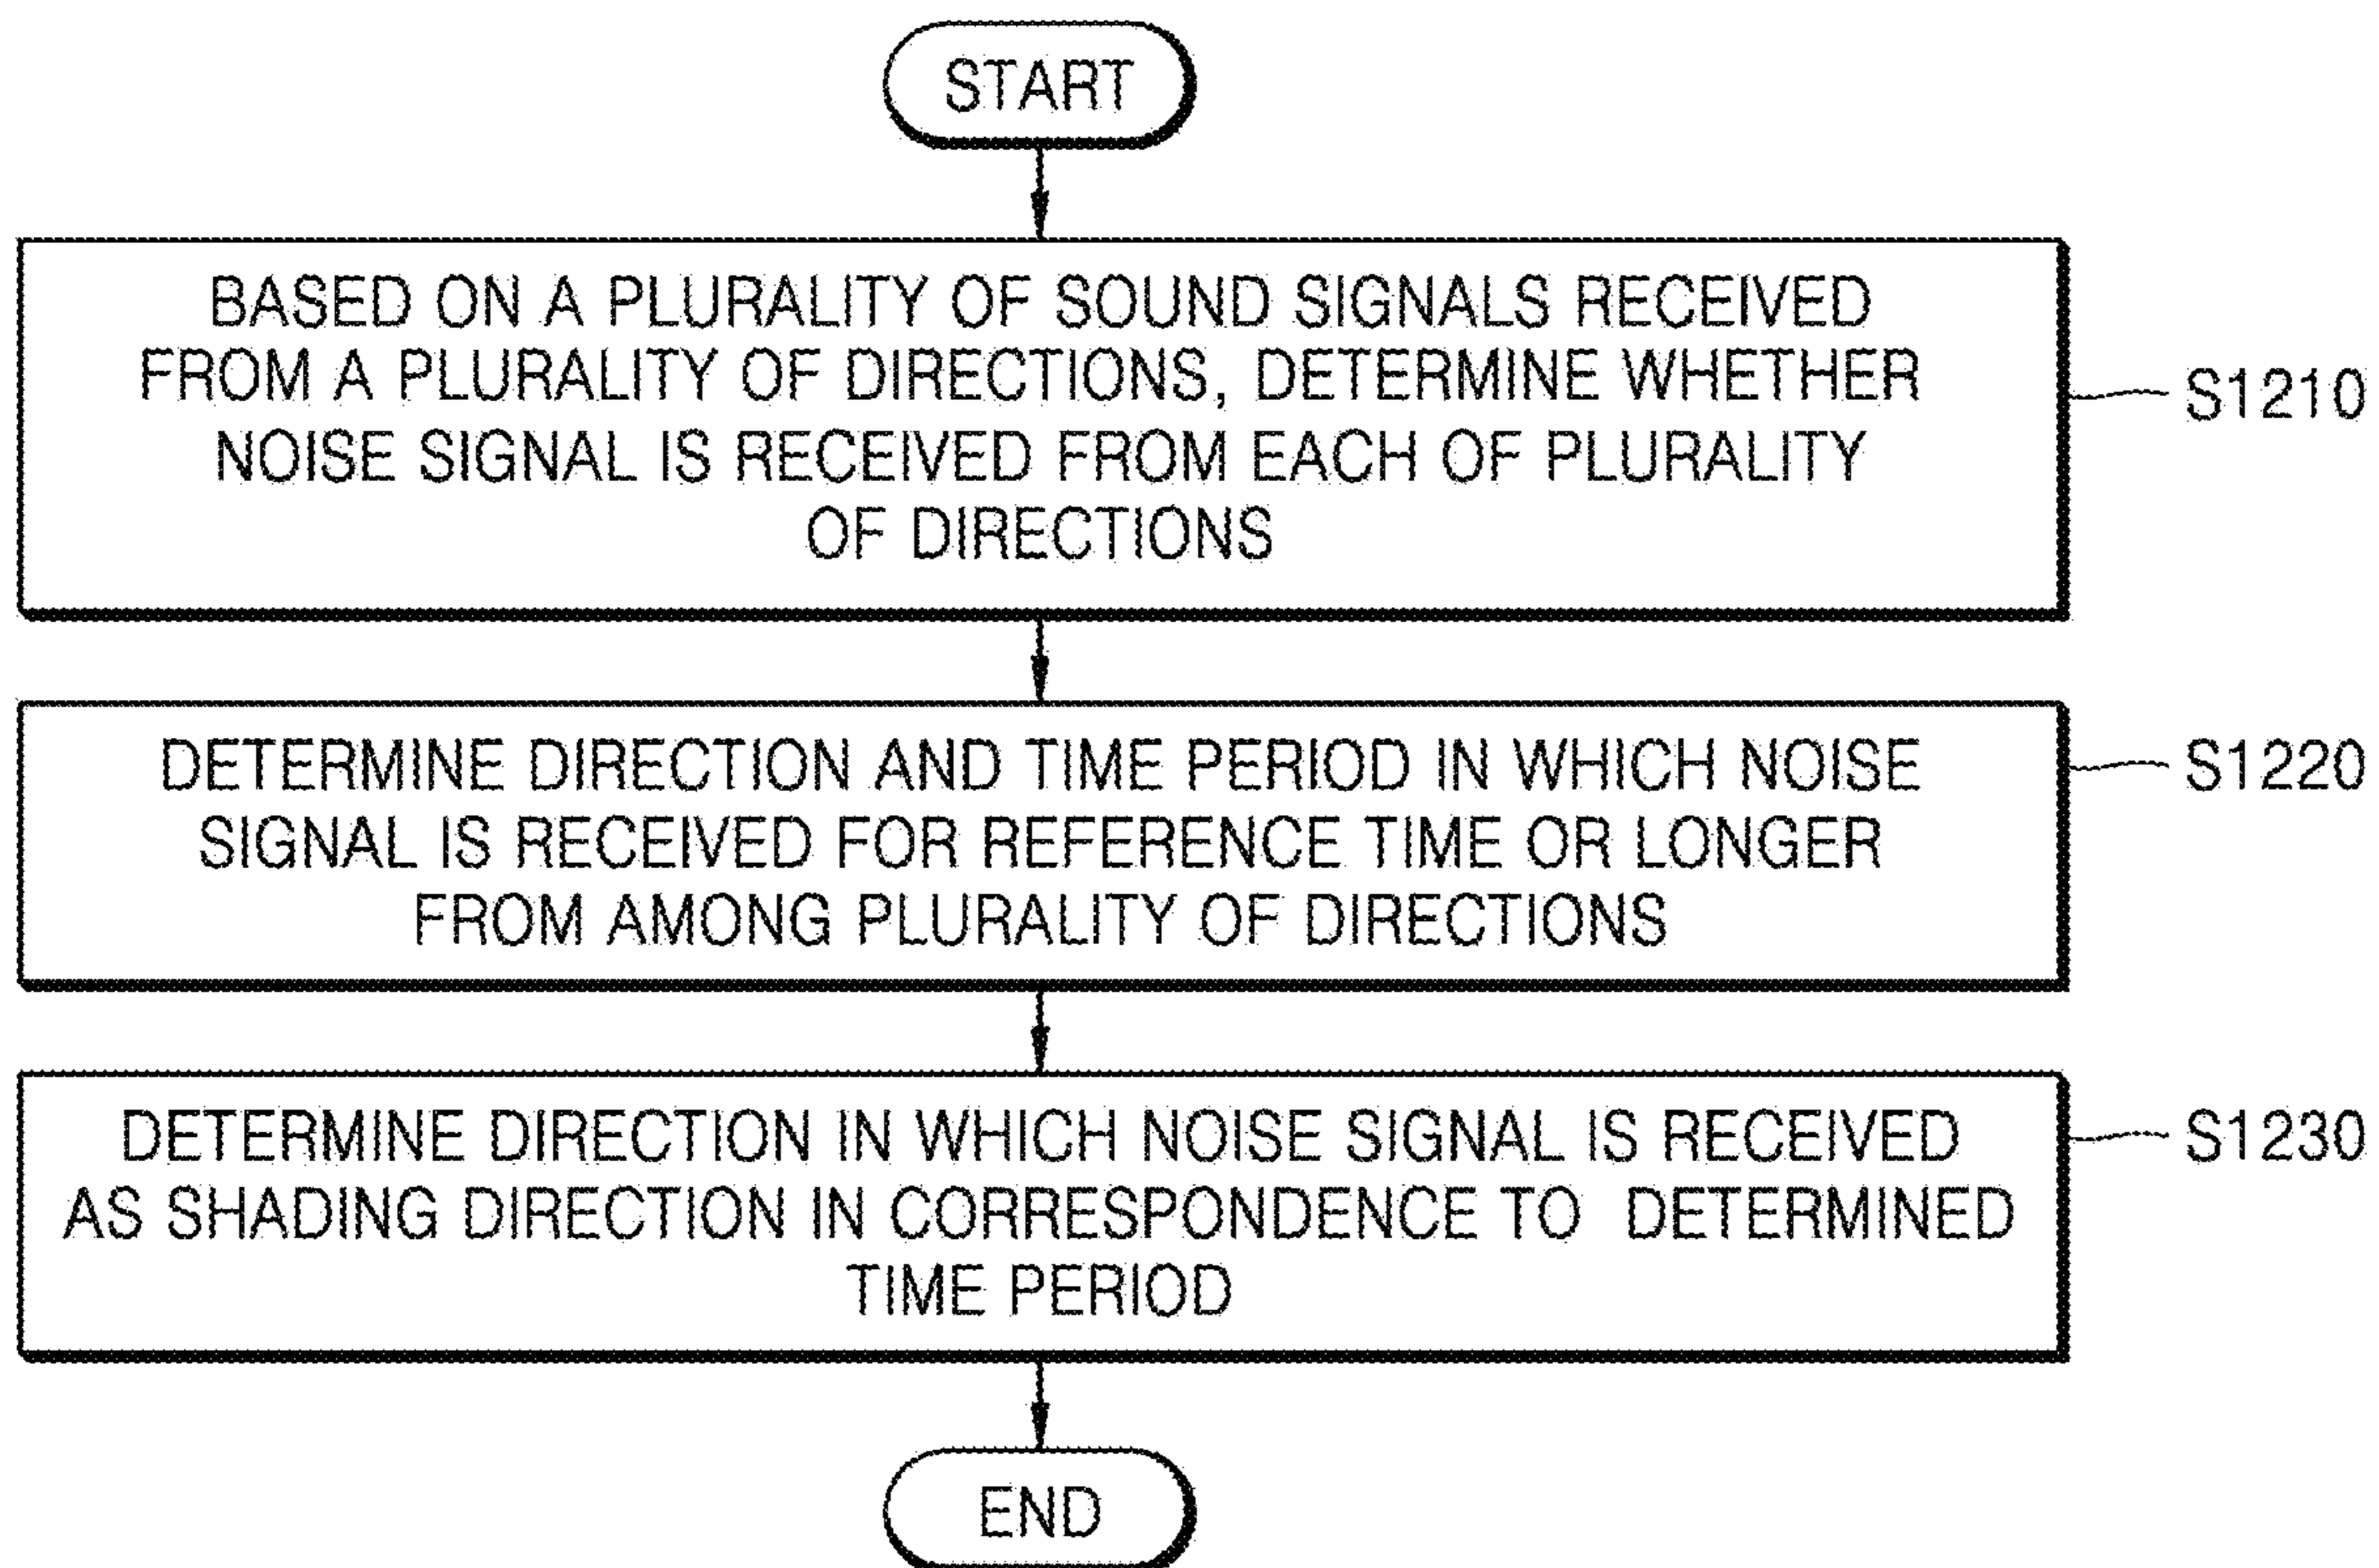 START
BASED ON A PLURALITY OF SOUND SIGNALS RECEIVED
FROM A PLURALITY OF DIRECTIONS, DETERMINE WHETHER
NOISE SIGNAL IS RECEIVED FROM EACH OF PLURALITY
OF DIRECTIONS
S1210
DETERMINE DIRECTION AND TIME PERIOD IN WHICH NOISE
SIGNAL IS RECEIVED FOR REFERENCE TIME OR LONGER
FROM AMONG PLURALITY OF DIRECTIONS
S1220
DETERMINE DIRECTION IN WHICH NOISE SIGNAL IS RECEIVED
AS SHADING DIRECTION IN CORRESPONDENCE TO DETERMINED
TIME PERIOD
S1230
END